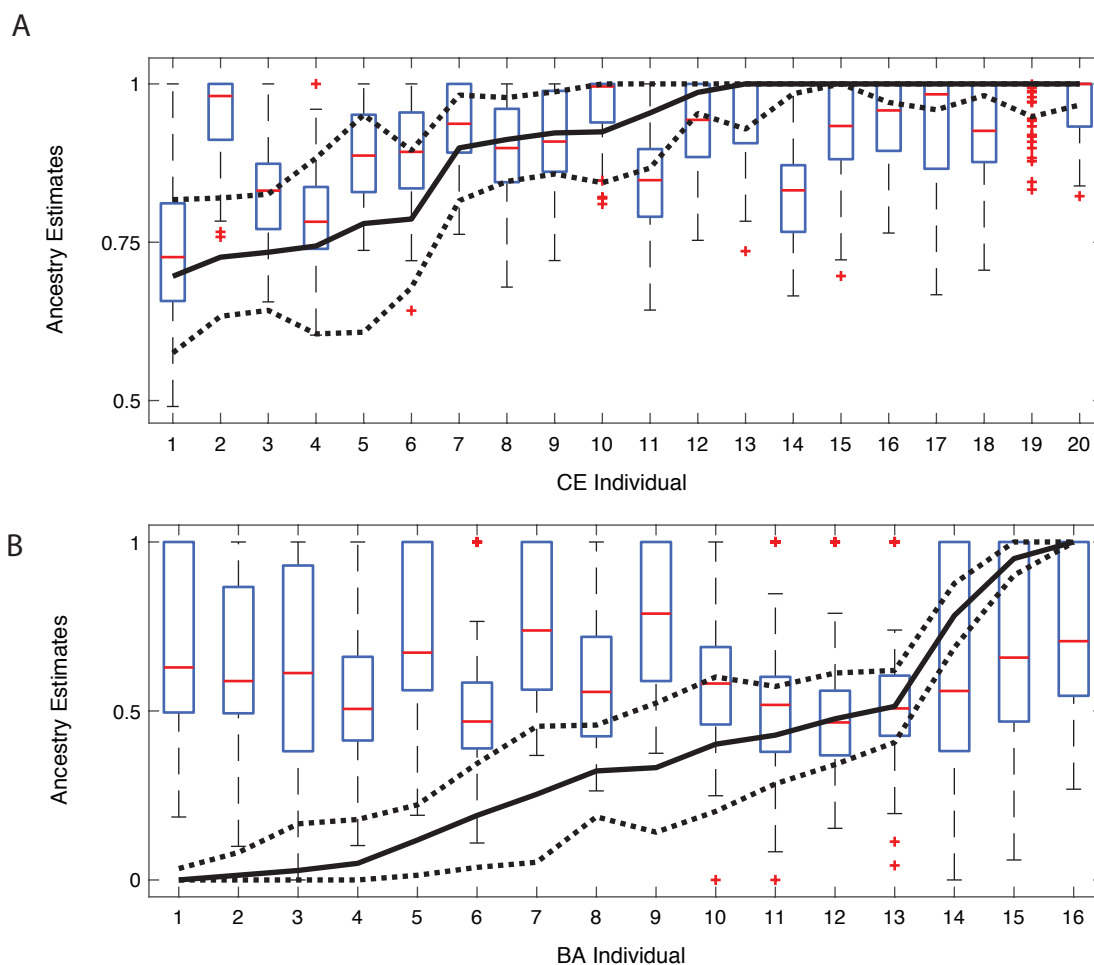 A
Ancestry Estimates
1
0.75
0.5
1 2 3 4 5 6 7 8 9 10 11 12 13 14 15 16 17 18 19 20
CE Individual
B
Ancestry Estimates
1
0.5
0
1 2 3 4 5 6 7 8 9 10 11 12 13 14 15 16
BA Individual